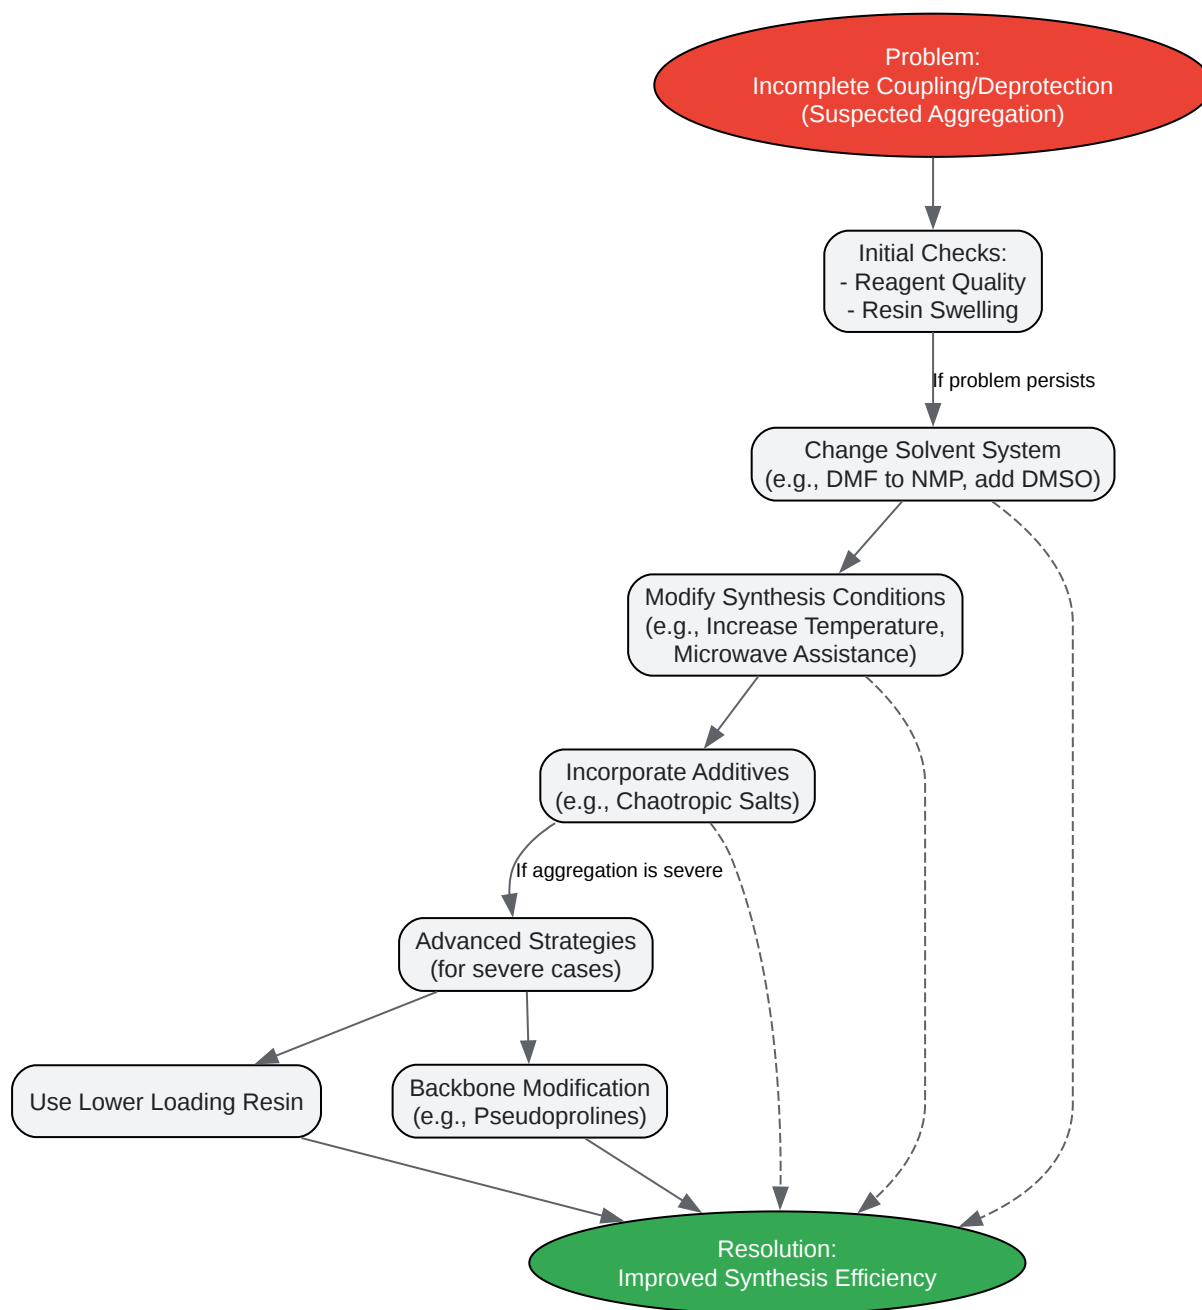 Problem:
Incomplete Coupling/Deprotection
(Suspected Aggregation)
Initial Checks:
- Reagent Quality
- Resin Swelling
If problem persists
Change Solvent System
(e.g., DMF to NMP, add DMSO)
Modify Synthesis Conditions
(e.g., Increase Temperature,
Microwave Assistance)
Incorporate Additives
(e.g., Chaotropic Salts)
If aggregation is severe
Advanced Strategies
(for severe cases)
Use Lower Loading Resin
Backbone Modification
(e.g., Pseudoprolines)
Resolution:
Improved Synthesis Efficiency